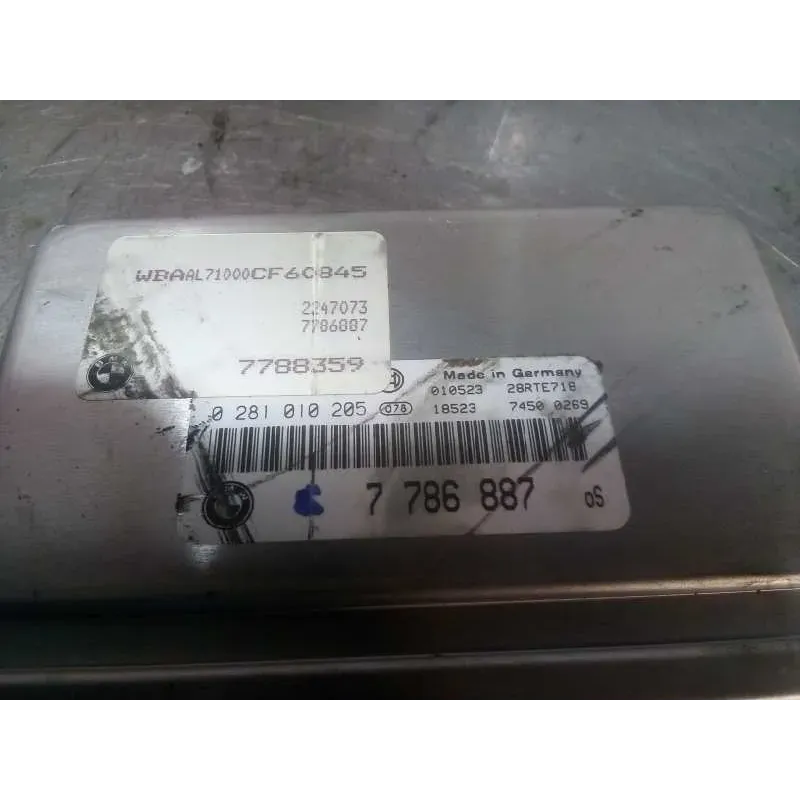 WBAAL71000CF60845
2247073
7786887
7788359
Made in Germany
010523 28RTE718
0 281 010 205 078 18523 7450 0269
7 786 887 oS